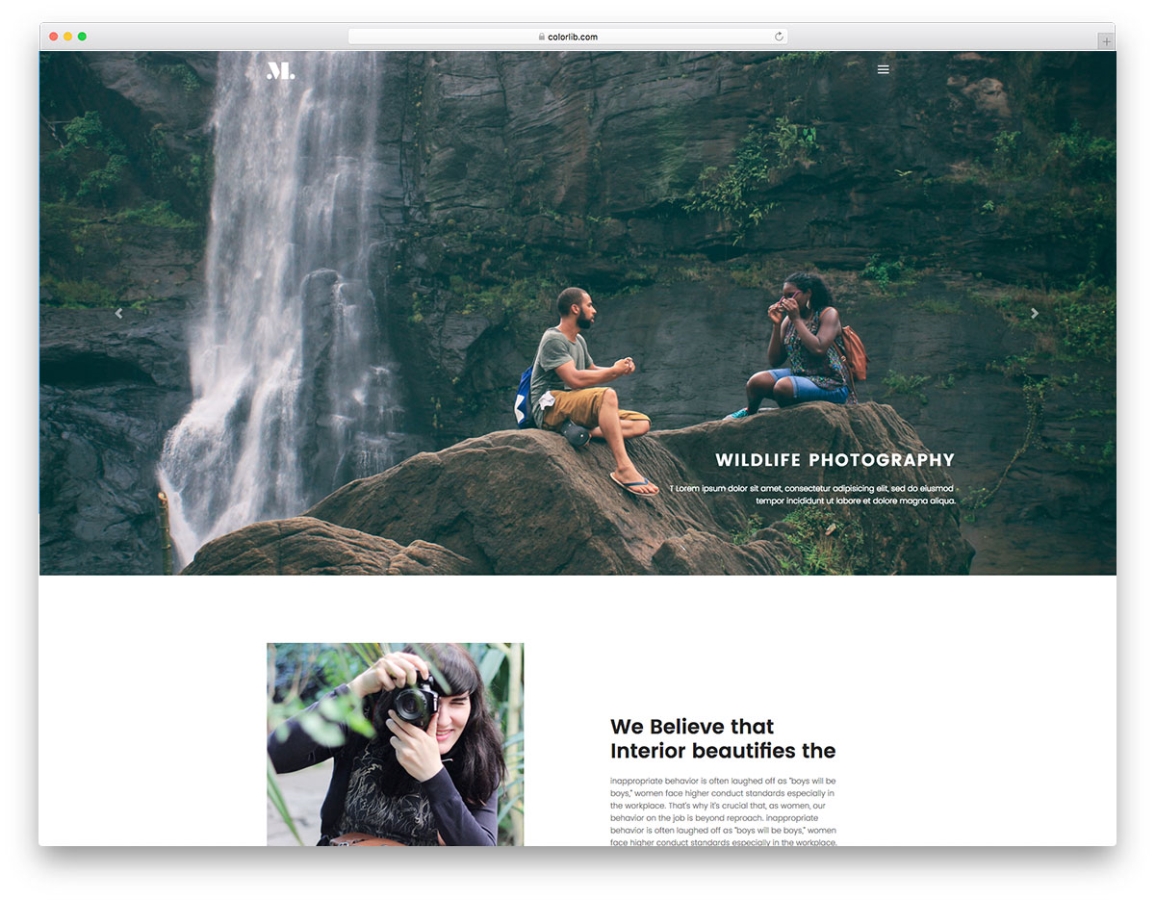 colorlib.com
M.
WILDLIFE PHOTOGRAPHY
T Lorem ipsum dolor sit amet, consectetur adipisicing elit, sed do eiusmod
tempor incididunt ut labore et dolore magna aliqua.
We Believe that
Interior beautifies the
inappropriate behavior is often laughed off as "boys will be
boys," women face higher conduct standards especially in
the workplace. That's why it's crucial that, as women, our
behavior on the job is beyond reproach. inappropriate
behavior is often laughed off as "boys will be boys," women
face higher conduct standards especially in the workplace.